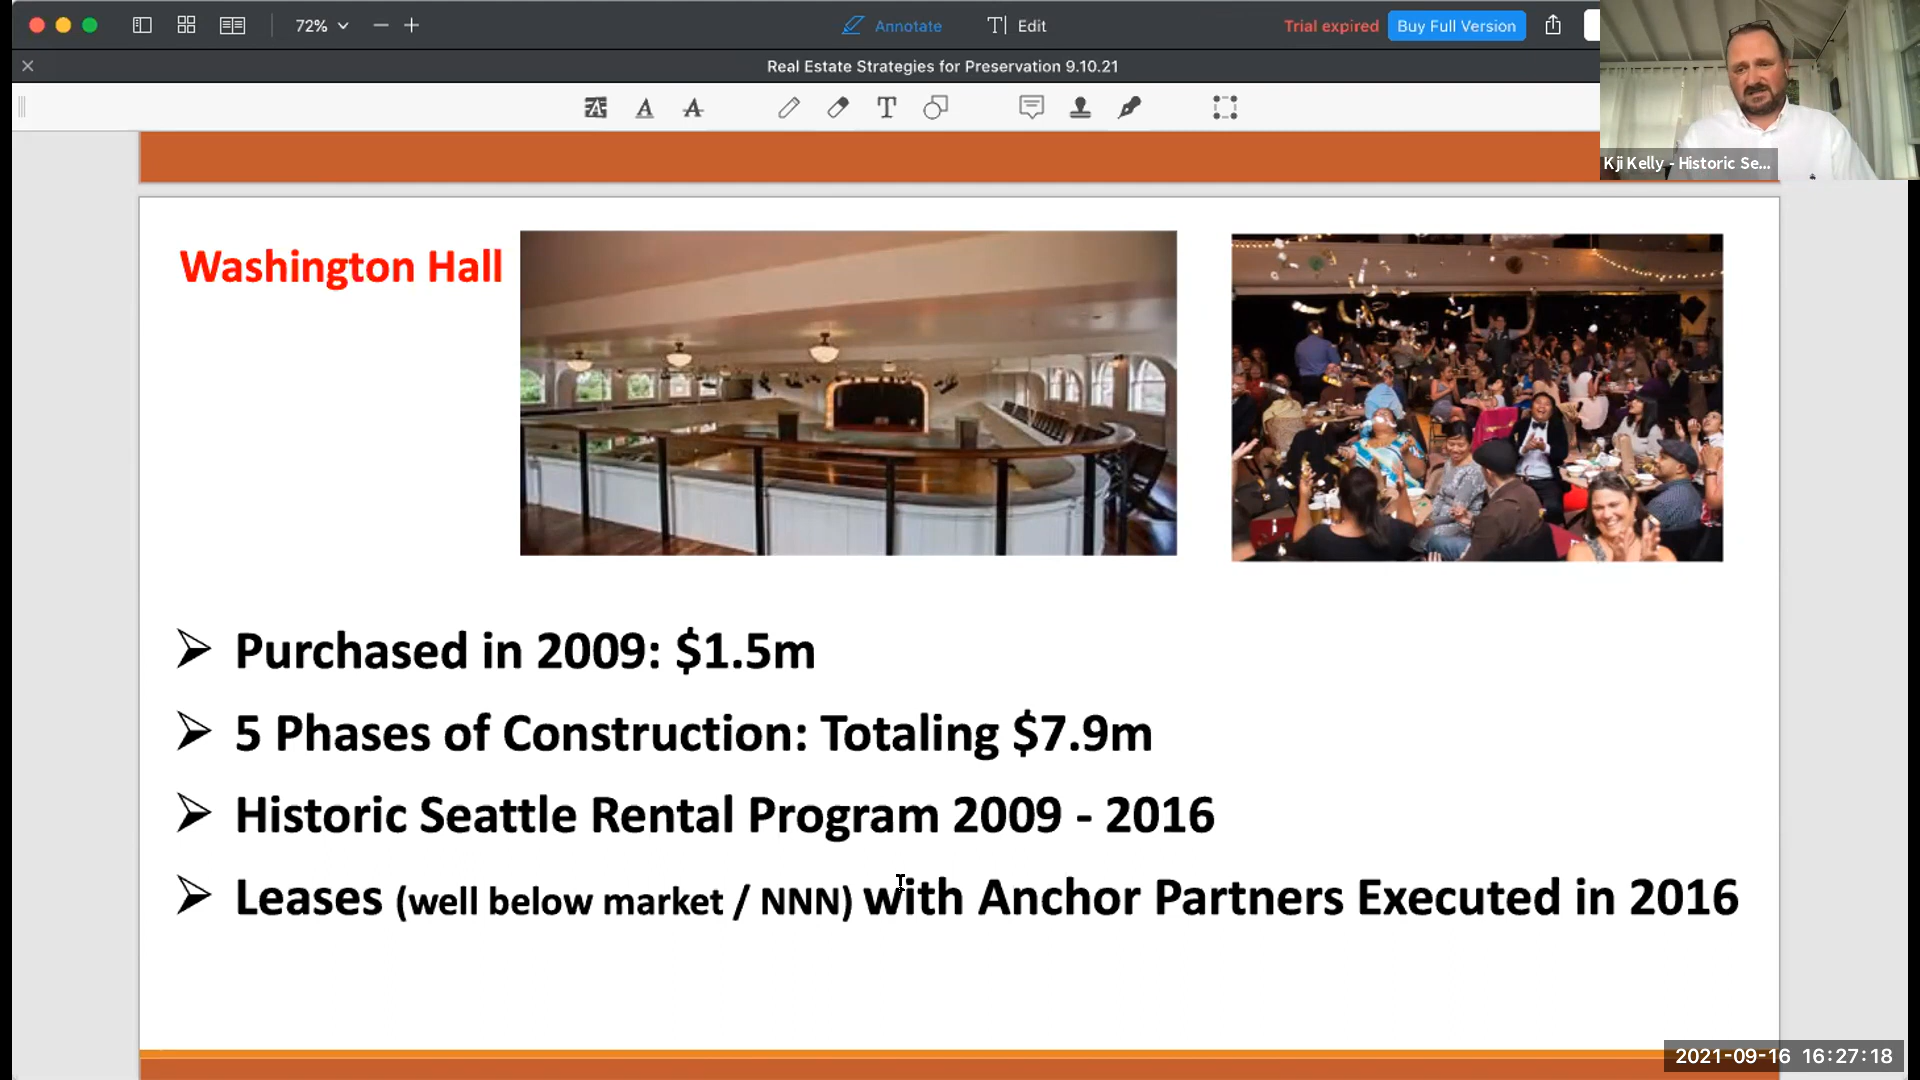 72%
Annotate
Edit
Trial expired
Buy Full Version
Real Estate Strategies for Preservation 9.10.21
Kji Kelly - Historic Se...
Washington Hall
Purchased in 2009: $1.5m
5 Phases of Construction: Totaling $7.9m
Historic Seattle Rental Program 2009 - 2016
Leases (well below market / NNN) with Anchor Partners Executed in 2016
2021-09-16 16:27:18